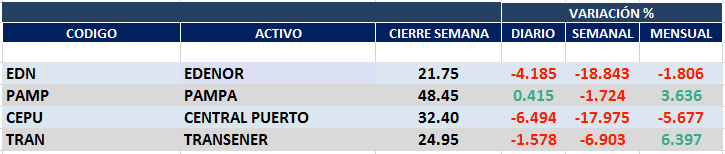 VARIACIÓN %
CODIGO ACTIVO CIERRE SEMANA DIARIO SEMANAL MENSUAL
EDN EDENOR 21.75 -4.185 -18.843 -1.806
PAMP PAMPA 48.45 0.415 -1.724 3.636
CEPU CENTRAL PUERTO 32.40 -6.494 -17.975 -5.677
TRAN TRANSENER 24.95 -1.578 -6.903 6.397